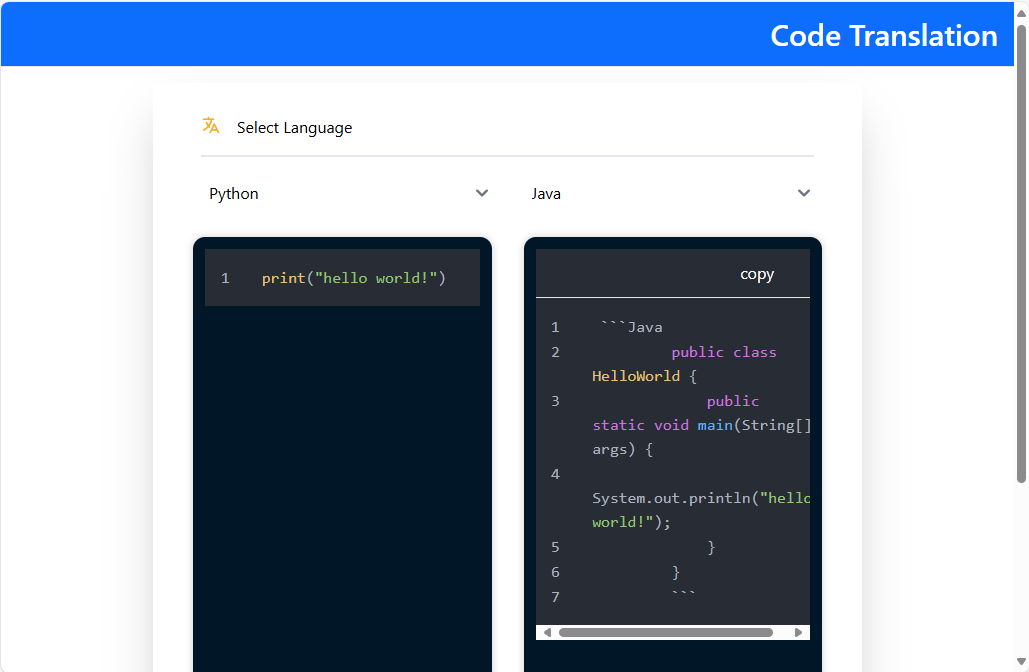 Code Translation
Select Language
Python
Java
1 print("hello world!")
copy
1 ```Java
2 public class
HelloWorld {
3 public
static void main(String[]
args) {
4
System.out.println("hello
world!");
5 }
6 }
7 ```